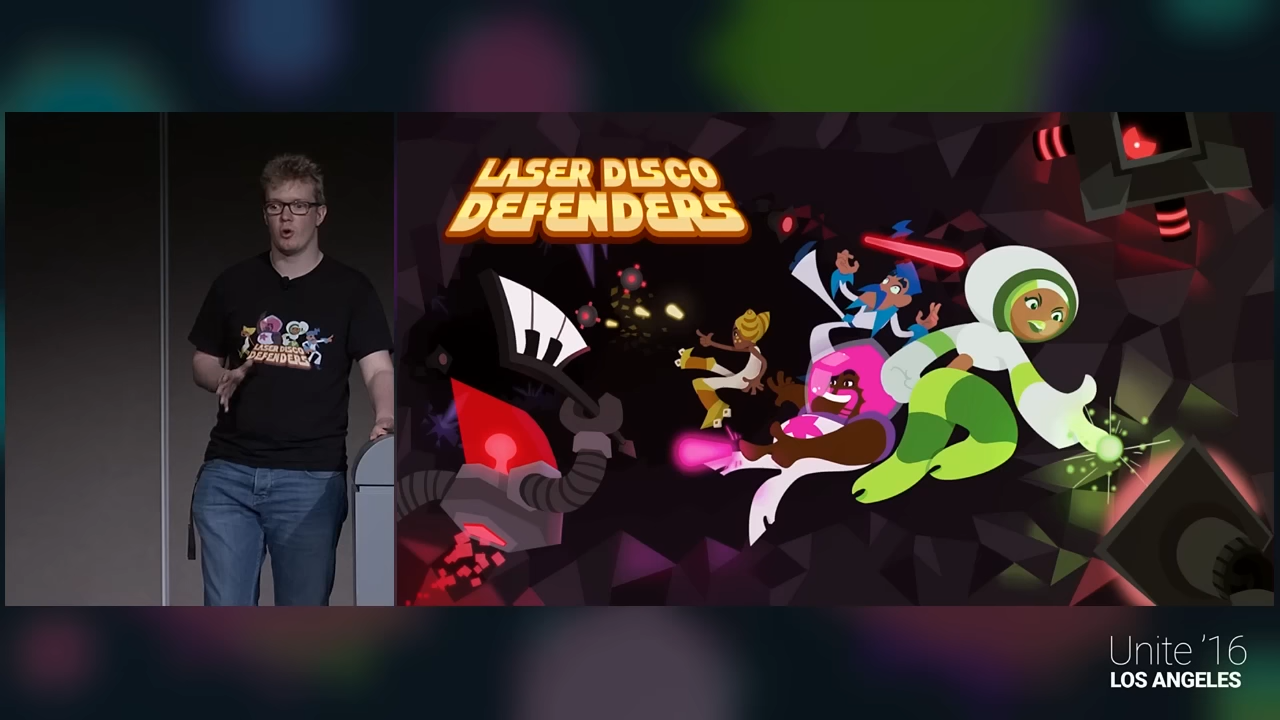 LASER DISCO
DEFENDERS
LASER DISCO
DEFENDERS
Unite '16
LOS ANGELES